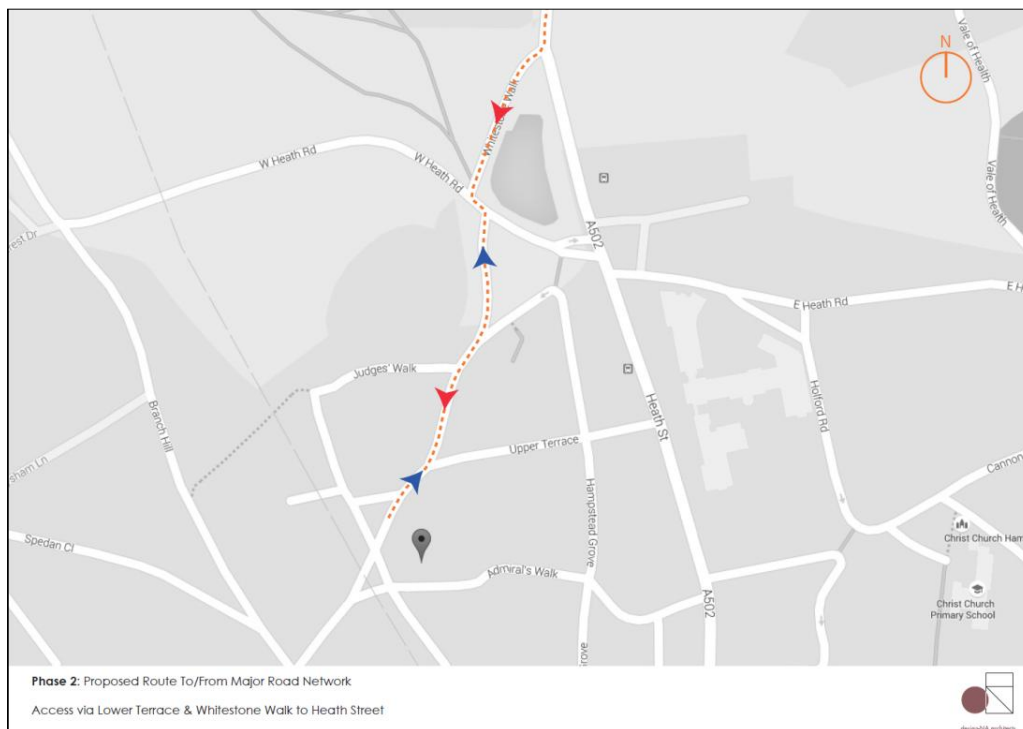 N
Vale of Health
Whitestone Walk
W Heath Rd
W Heath Rd
Vale of Health
A502
est Dr
E H
E Heath Rd
Judges' Walk
Holford Rd
Branch Hill
Heath St
Upper Terrace
sham Ln
Cannon
Hampstead Grove
Spedan Cl
Christ Church Ham
Admiral's Walk
A502
Christ Church
Primary School
rove
Phase 2: Proposed Route To/From Major Road Network
Access via Lower Terrace & Whitestone Walk to Heath Street